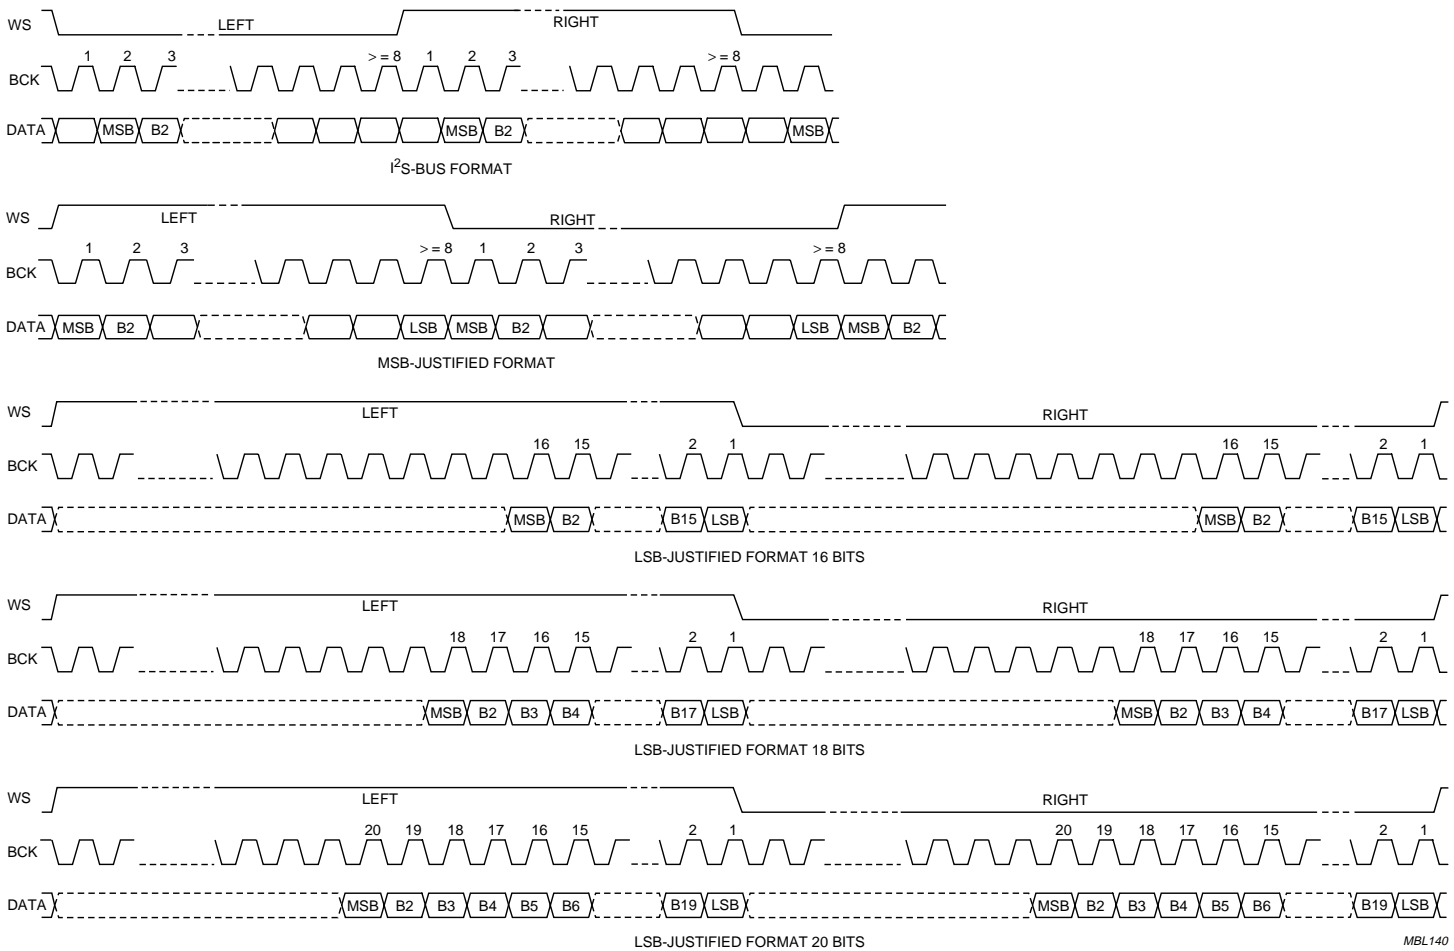 WS LEFT RIGHT
1 2 3 > = 8 1 2 3 > = 8
BCK
DATA MSB B2 MSB B2 MSB
I2S-BUS FORMAT
WS LEFT RIGHT
1 2 3 > = 8 1 2 3 > = 8
BCK
DATA MSB B2 LSB MSB B2 LSB MSB B2
MSB-JUSTIFIED FORMAT
WS LEFT RIGHT
16 15 2 1 16 15 2 1
BCK
DATA MSB B2 B15 LSB MSB B2 B15 LSB
LSB-JUSTIFIED FORMAT 16 BITS
WS LEFT RIGHT
18 17 16 15 2 1 18 17 16 15 2 1
BCK
DATA MSB B2 B3 B4 B17 LSB MSB B2 B3 B4 B17 LSB
LSB-JUSTIFIED FORMAT 18 BITS
WS LEFT RIGHT
20 19 18 17 16 15 2 1 20 19 18 17 16 15 2 1
BCK
DATA MSB B2 B3 B4 B5 B6 B19 LSB MSB B2 B3 B4 B5 B6 B19 LSB
LSB-JUSTIFIED FORMAT 20 BITS
MBL140